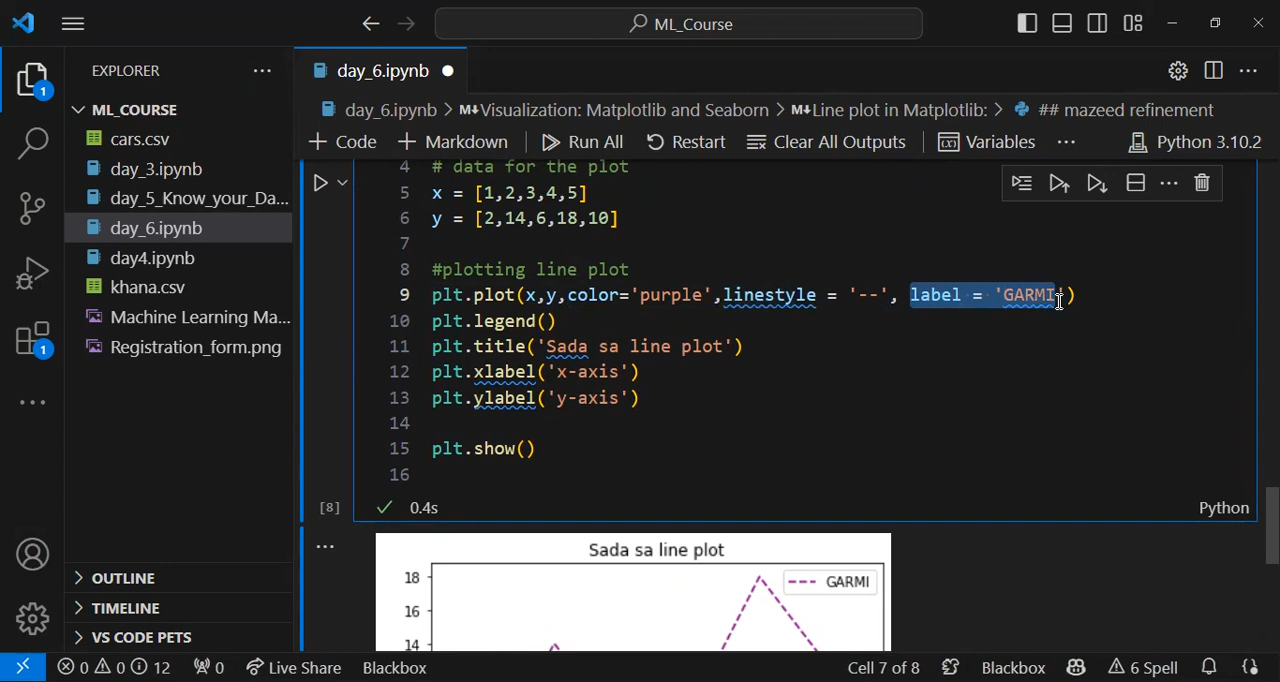 ML_Course
EXPLORER
day_6.ipynb
1
ML_COURSE
day_6.ipynb > M↓Visualization: Matplotlib and Seaborn > M↓Line plot in Matplotlib: > ## mazeed refinement
cars.csv
+ Code + Markdown Run All Restart Clear All Outputs Variables ... Python 3.10.2
day_3.ipynb
day_5_Know_your_Da...
day_6.ipynb
day4.ipynb
khana.csv
Machine Learning Ma...
Registration_form.png
1
4 # data for the plot
5 x = [1,2,3,4,5]
6 y = [2,14,6,18,10]
7
8 #plotting line plot
9 plt.plot(x,y,color='purple',linestyle = '--', label = 'GARMI')
10 plt.legend()
11 plt.title('Sada sa line plot')
12 plt.xlabel('x-axis')
13 plt.ylabel('y-axis')
14
15 plt.show()
16
[8] 0.4s Python
Sada sa line plot
GARMI
18
16
14
OUTLINE
TIMELINE
VS CODE PETS
0 0 12 0 Live Share Blackbox Cell 7 of 8 Blackbox 6 Spell